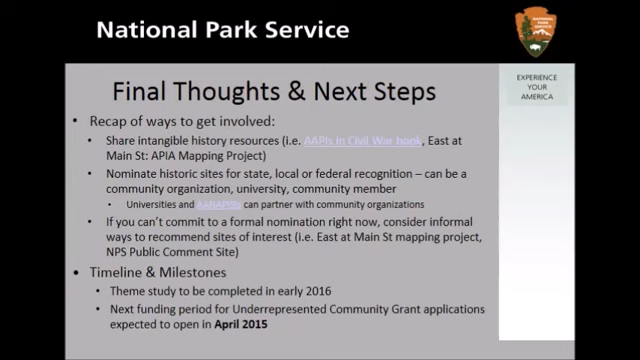 National Park Service
NATIONAL
PARK
SERVICE
EXPERIENCE
YOUR
AMERICA
Final Thoughts & Next Steps
• Recap of ways to get involved:
• Share intangible history resources (i.e. AAPIs in Civil War book, East at
Main St: APIA Mapping Project)
• Nominate historic sites for state, local or federal recognition – can be a
community organization, university, community member
• Universities and AANAPISIs can partner with community organizations
• If you can't commit to a formal nomination right now, consider informal
ways to recommend sites of interest (i.e. East at Main St mapping project,
NPS Public Comment Site)
• Timeline & Milestones
• Theme study to be completed in early 2016
• Next funding period for Underrepresented Community Grant applications
expected to open in April 2015